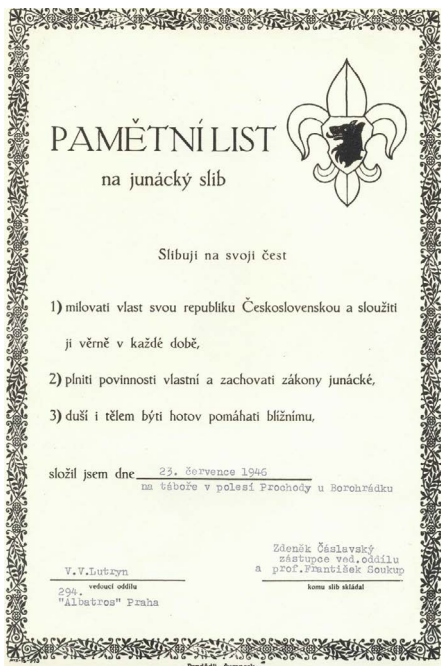 PAMĚTNÍ LIST
na junácký slib
Slibuji na svoji čest
1) milovati vlast svou republiku Československou a sloužiti
jí věrně v každé době,
2) plniti povinnosti vlastní a zachovati zákony junácké,
3) duší i tělem býti hotov pomáhati bližnímu,
složil jsem dne 23. července 1946
na táboře v polesí Prochody u Borohrádku
Zdeněk Čáslavský
zástupce ved.oddílu
V.V.Lutryn a prof.František Soukup
vedoucí oddílu komu slib skládal
294.
"Albatros" Praha